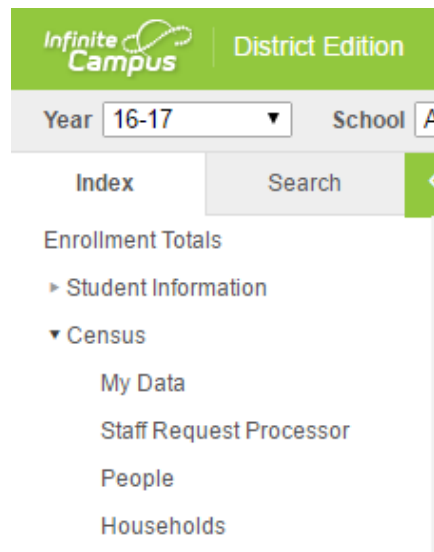 Infinite
Campus
District Edition
Year 16-17 School
Index Search
Enrollment Totals
Student Information
Census
My Data
Staff Request Processor
People
Households